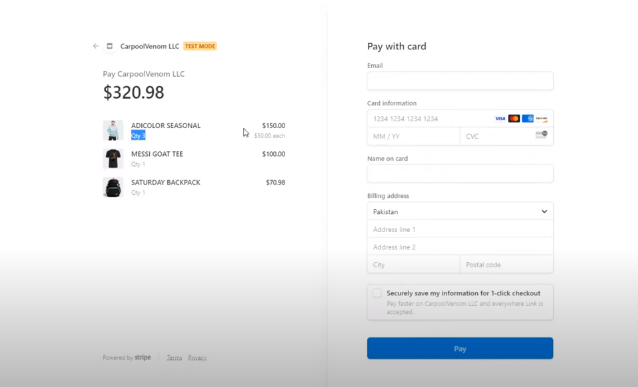 CarpoolVenom LLC TEST MODE
Pay CarpoolVenom LLC
$320.98
ADICOLOR SEASONAL $150.00
Qty 3 $50.00 each
MESSI GOAT TEE $100.00
Qty 1
SATURDAY BACKPACK $70.98
Qty 1
Powered by stripe Terms Privacy
Pay with card
Email
Card information
1234 1234 1234 1234 VISA
MM / YY CVC
Name on card
Billing address
Pakistan
Address line 1
Address line 2
City Postal code
Securely save my information for 1-click checkout
Pay faster on CarpoolVenom LLC and everywhere Link is
accepted.
Pay